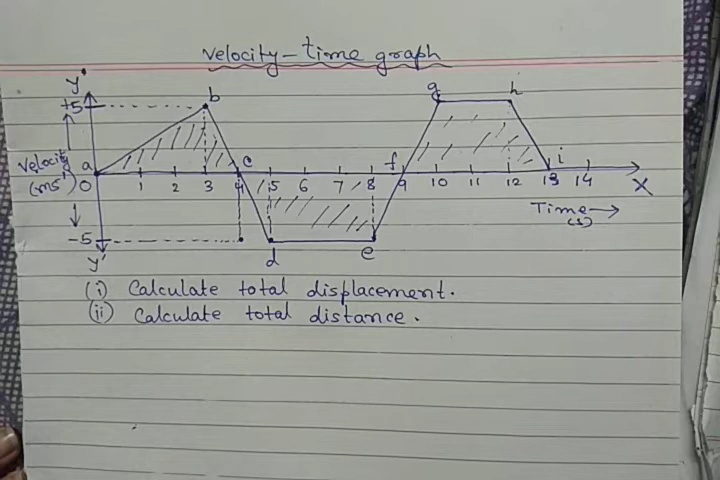 Velocity - time graph
y
+5
b
g
h
Velocity
(ms⁻¹)
a
c
f
i
0 1 2 3 4 5 6 7 8 9 10 11 12 13 14
X
Time →
(s)
-5
y'
d
e
(i) Calculate total displacement.
(ii) Calculate total distance.